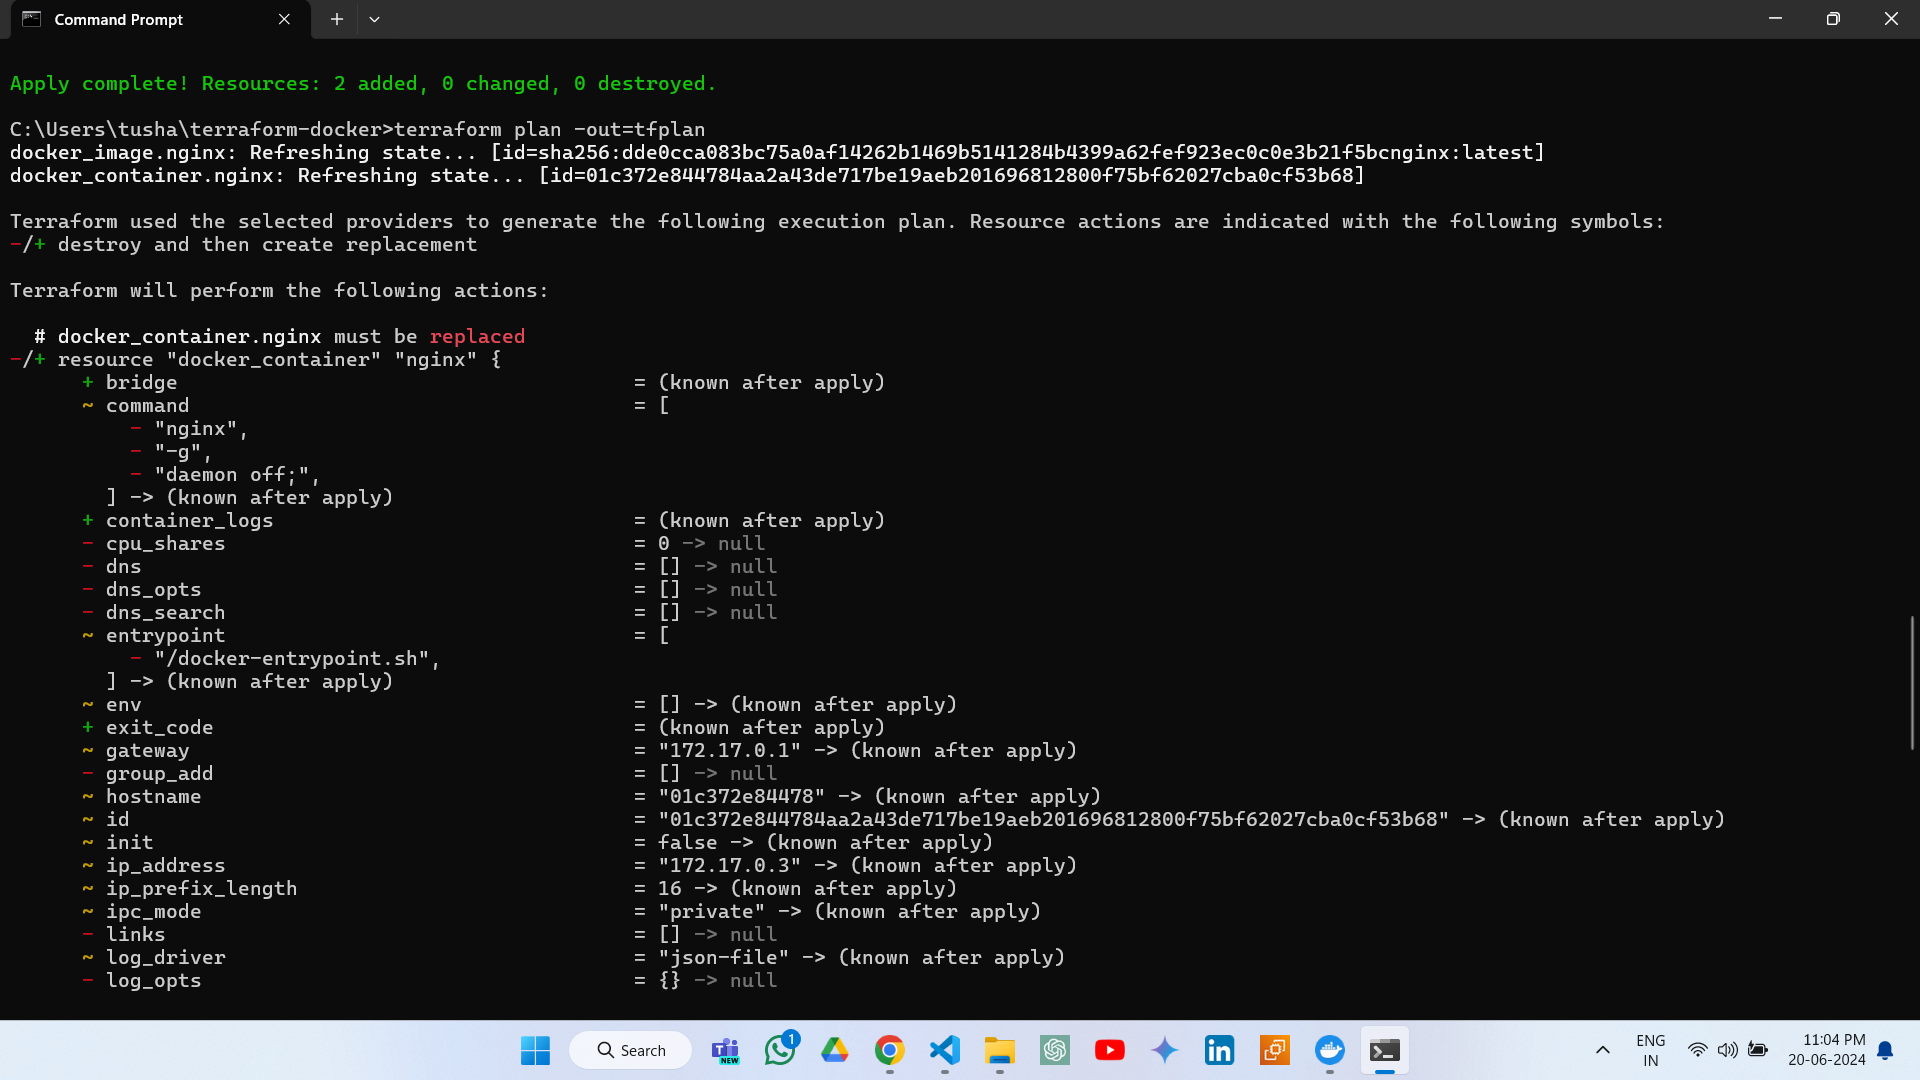 Command Prompt
Apply complete! Resources: 2 added, 0 changed, 0 destroyed.
C:\Users\tusha\terraform-docker>terraform plan -out=tfplan
docker_image.nginx: Refreshing state... [id=sha256:dde0cca083bc75a0af14262b1469b5141284b4399a62fef923ec0c0e3b21f5bcnginx:latest]
docker_container.nginx: Refreshing state... [id=01c372e844784aa2a43de717be19aeb201696812800f75bf62027cba0cf53b68]
Terraform used the selected providers to generate the following execution plan. Resource actions are indicated with the following symbols:
-/+ destroy and then create replacement
Terraform will perform the following actions:
  # docker_container.nginx must be replaced
-/+ resource "docker_container" "nginx" {
      + bridge                                      = (known after apply)
      ~ command                                     = [
          - "nginx",
          - "-g",
          - "daemon off;",
        ] -> (known after apply)
      + container_logs                              = (known after apply)
      - cpu_shares                                  = 0 -> null
      - dns                                         = [] -> null
      - dns_opts                                    = [] -> null
      - dns_search                                  = [] -> null
      ~ entrypoint                                  = [
          - "/docker-entrypoint.sh",
        ] -> (known after apply)
      ~ env                                         = [] -> (known after apply)
      + exit_code                                   = (known after apply)
      ~ gateway                                     = "172.17.0.1" -> (known after apply)
      - group_add                                   = [] -> null
      ~ hostname                                    = "01c372e84478" -> (known after apply)
      ~ id                                          = "01c372e844784aa2a43de717be19aeb201696812800f75bf62027cba0cf53b68" -> (known after apply)
      ~ init                                        = false -> (known after apply)
      ~ ip_address                                  = "172.17.0.3" -> (known after apply)
      ~ ip_prefix_length                            = 16 -> (known after apply)
      ~ ipc_mode                                    = "private" -> (known after apply)
      - links                                       = [] -> null
      ~ log_driver                                  = "json-file" -> (known after apply)
      - log_opts                                    = {} -> null
Search
NEW
1
ENG
IN
11:04 PM
20-06-2024